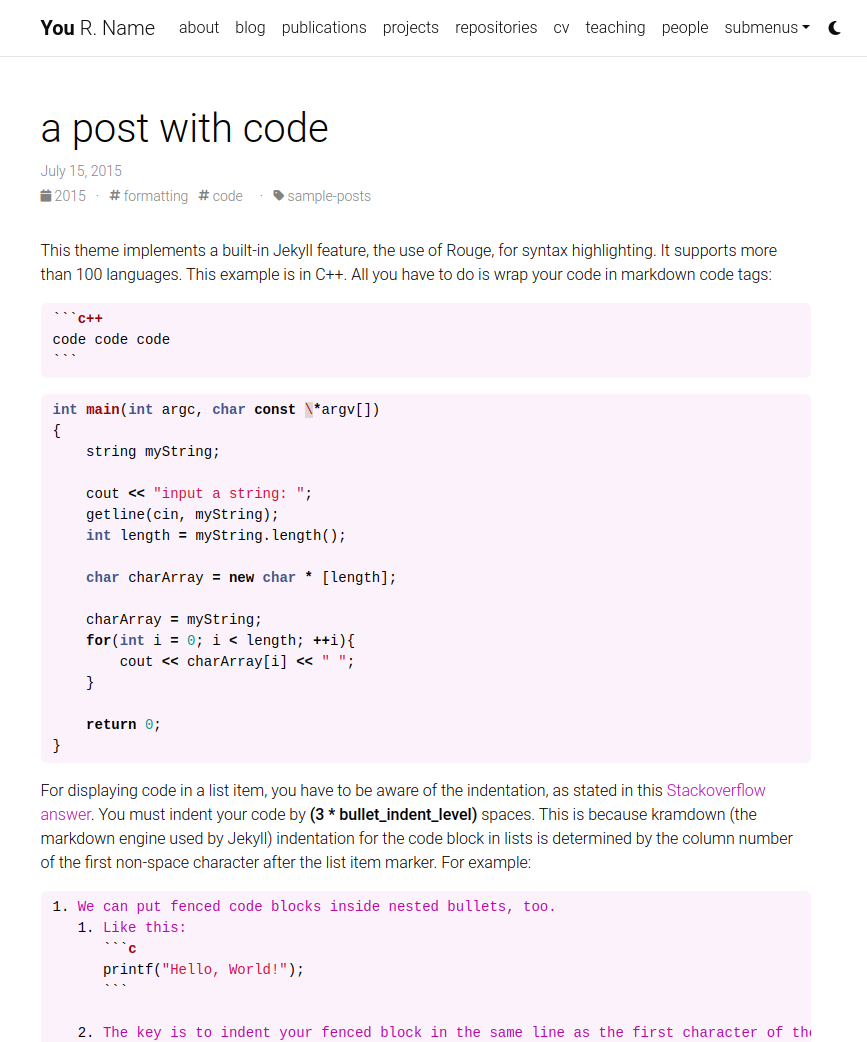 You R. Name about blog publications projects repositories cv teaching people submenus
a post with code
July 15, 2015
2015 · # formatting # code · sample-posts
This theme implements a built-in Jekyll feature, the use of Rouge, for syntax highlighting. It supports more
than 100 languages. This example is in C++. All you have to do is wrap your code in markdown code tags:
```c++
code code code
```
int main(int argc, char const \*argv[])
{
    string myString;

    cout << "input a string: ";
    getline(cin, myString);
    int length = myString.length();

    char charArray = new char * [length];

    charArray = myString;
    for(int i = 0; i < length; ++i){
        cout << charArray[i] << " ";
    }

    return 0;
}
For displaying code in a list item, you have to be aware of the indentation, as stated in this Stackoverflow
answer. You must indent your code by (3 * bullet_indent_level) spaces. This is because kramdown (the
markdown engine used by Jekyll) indentation for the code block in lists is determined by the column number
of the first non-space character after the list item marker. For example:
1. We can put fenced code blocks inside nested bullets, too.
   1. Like this:
      ```c
      printf("Hello, World!");
      ```

   2. The key is to indent your fenced block in the same line as the first character of the